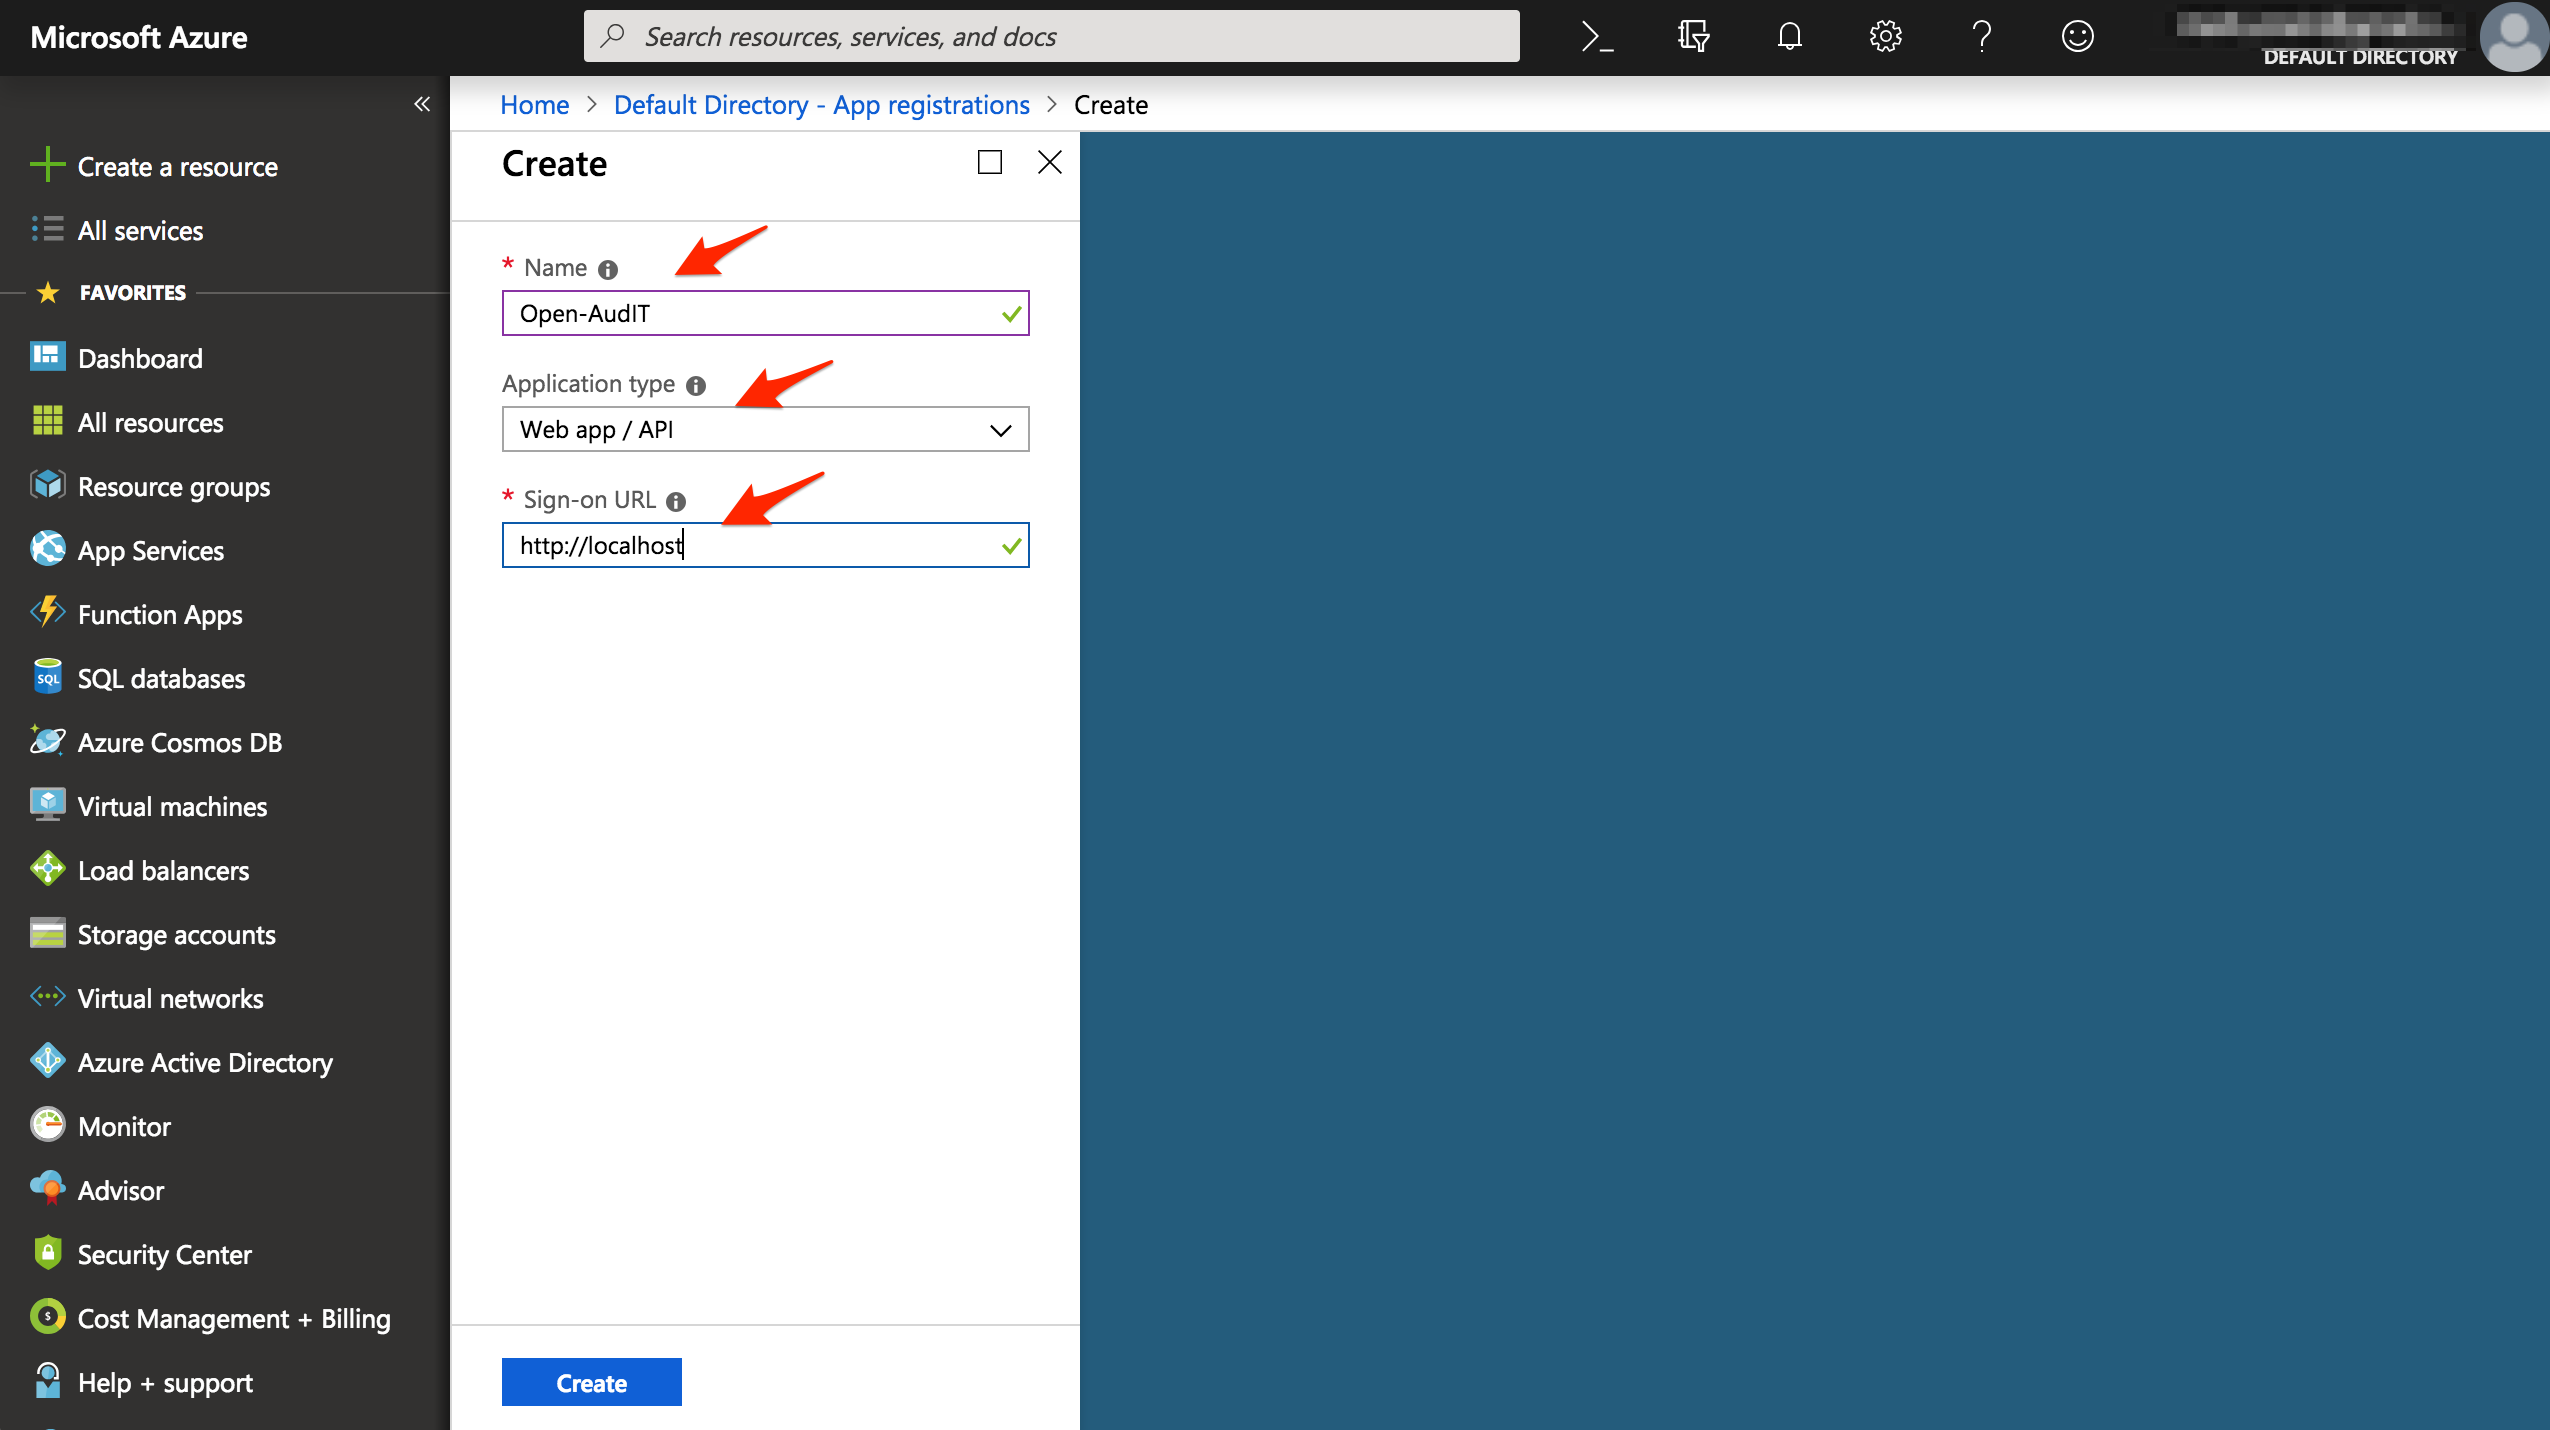 Microsoft Azure
Search resources, services, and docs
DEFAULT DIRECTORY
Home > Default Directory - App registrations > Create
Create a resource
All services
FAVORITES
Dashboard
All resources
Resource groups
App Services
Function Apps
SQL
SQL databases
Azure Cosmos DB
Virtual machines
Load balancers
Storage accounts
Virtual networks
Azure Active Directory
Monitor
Advisor
Security Center
Cost Management + Billing
Help + support
Create
* Name
Open-AudIT
Application type
Web app / API
* Sign-on URL
http://localhost
Create